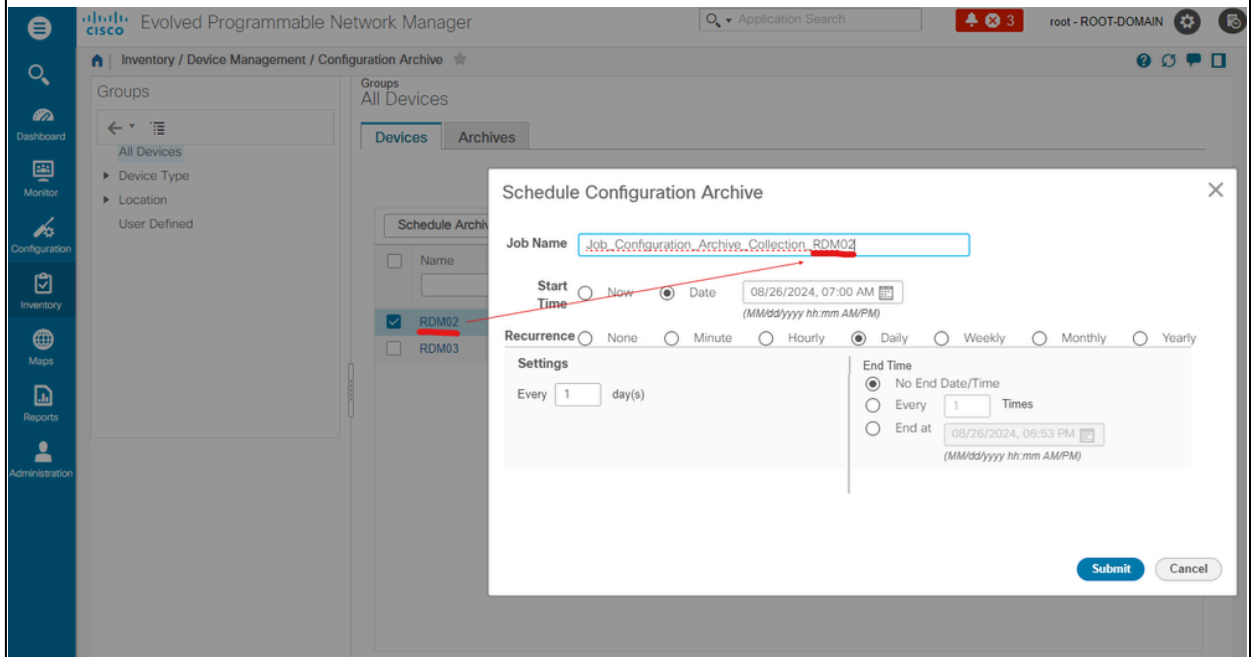 cisco Evolved Programmable Network Manager
Application Search
3
root - ROOT-DOMAIN
Inventory / Device Management / Configuration Archive
Dashboard
Monitor
Configuration
Inventory
Maps
Reports
Administration
Groups
All Devices
Device Type
Location
User Defined
Groups
All Devices
Devices Archives
Schedule Archiv
Name
RDM02
RDM03
Schedule Configuration Archive
Job Name Job_Configuration_Archive_Collection_RDM02
Start Time Now Date 08/26/2024, 07:00 AM
(MM/dd/yyyy hh:mm AM/PM)
Recurrence None Minute Hourly Daily Weekly Monthly Yearly
Settings
Every 1 day(s)
End Time
No End Date/Time
Every 1 Times
End at 08/26/2024, 06:53 PM
(MM/dd/yyyy hh:mm AM/PM)
Submit Cancel